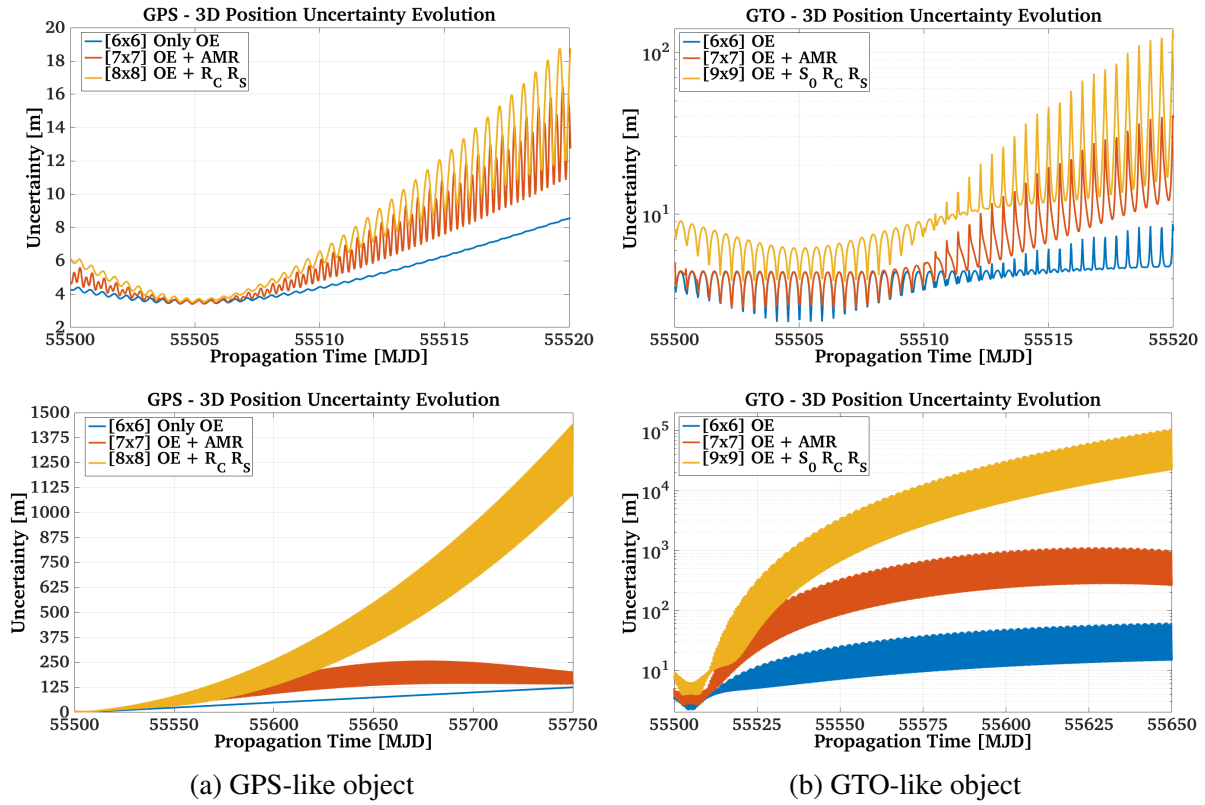 GPS - 3D Position Uncertainty Evolution
[6x6] Only OE
[7x7] OE + AMR
[8x8] OE + R_C R_S
20
18
16
14
12
10
8
6
4
2
Uncertainty [m]
55500 55505 55510 55515 55520
Propagation Time [MJD]
GTO - 3D Position Uncertainty Evolution
[6x6] OE
[7x7] OE + AMR
[9x9] OE + S_0 R_C R_S
10^2
10^1
Uncertainty [m]
55500 55505 55510 55515 55520
Propagation Time [MJD]
GPS - 3D Position Uncertainty Evolution
[6x6] Only OE
[7x7] OE + AMR
[8x8] OE + R_C R_S
1500
1375
1250
1125
1000
875
750
625
500
375
250
125
0
Uncertainty [m]
55500 55550 55600 55650 55700 55750
Propagation Time [MJD]
GTO - 3D Position Uncertainty Evolution
[6x6] OE
[7x7] OE + AMR
[9x9] OE + S_0 R_C R_S
10^5
10^4
10^3
10^2
10^1
Uncertainty [m]
55500 55525 55550 55575 55600 55625 55650
Propagation Time [MJD]
(a) GPS-like object
(b) GTO-like object